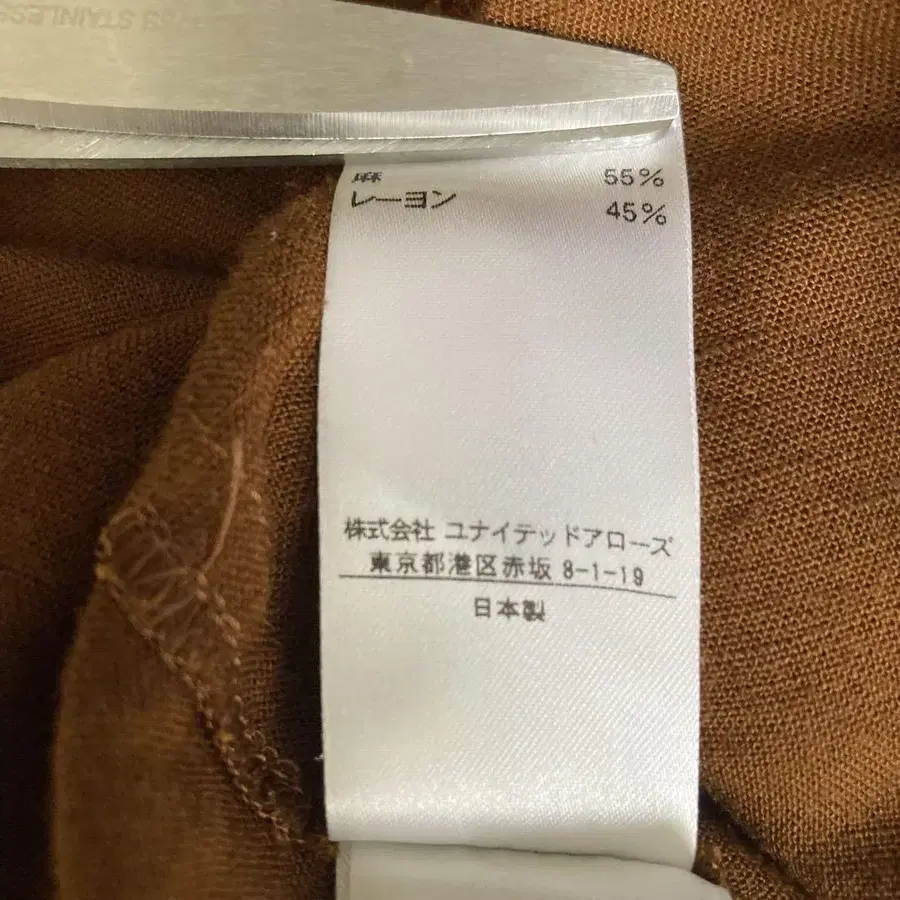 STAINLESS
麻 55%
レーヨン 45%
株式会社 ユナイテッドアローズ
東京都港区赤坂 8-1-19
日本製